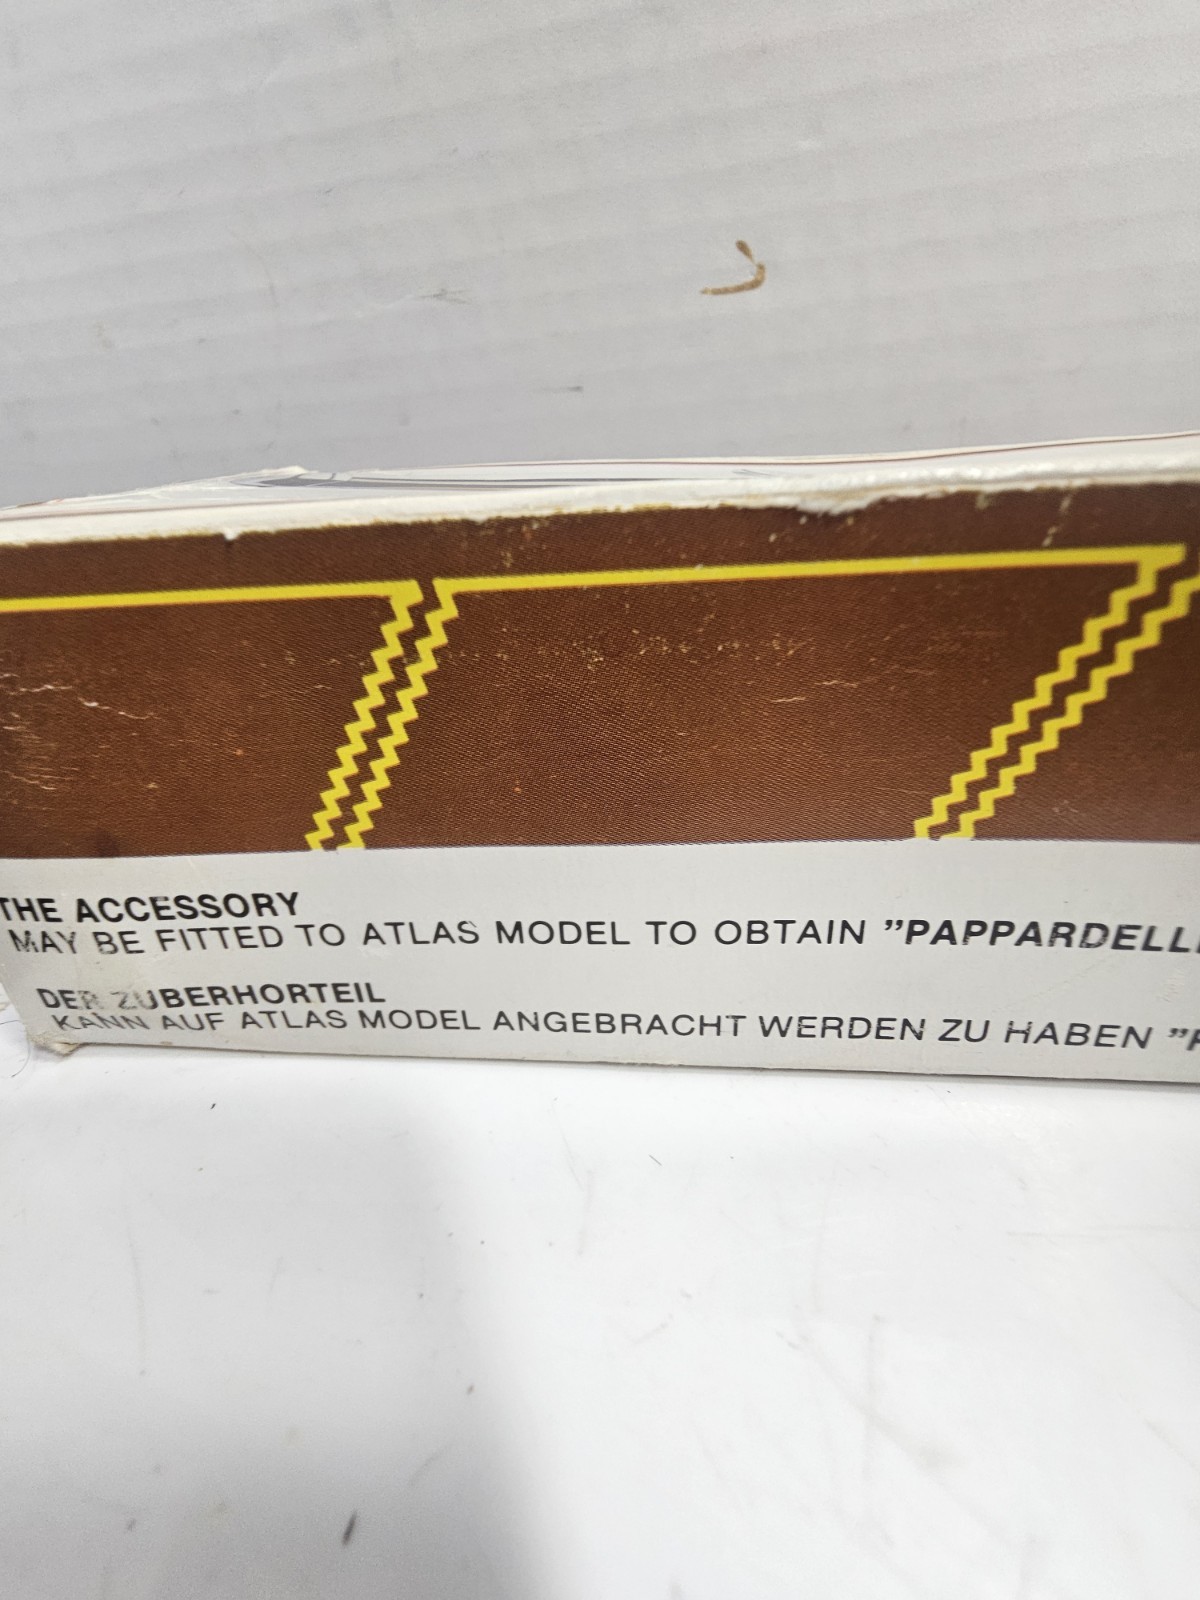 THE ACCESSORY
MAY BE FITTED TO ATLAS MODEL TO OBTAIN "PAPPARDELL
DER ZUBERHORTEIL
KANN AUF ATLAS MODEL ANGEBRACHT WERDEN ZU HABEN "P